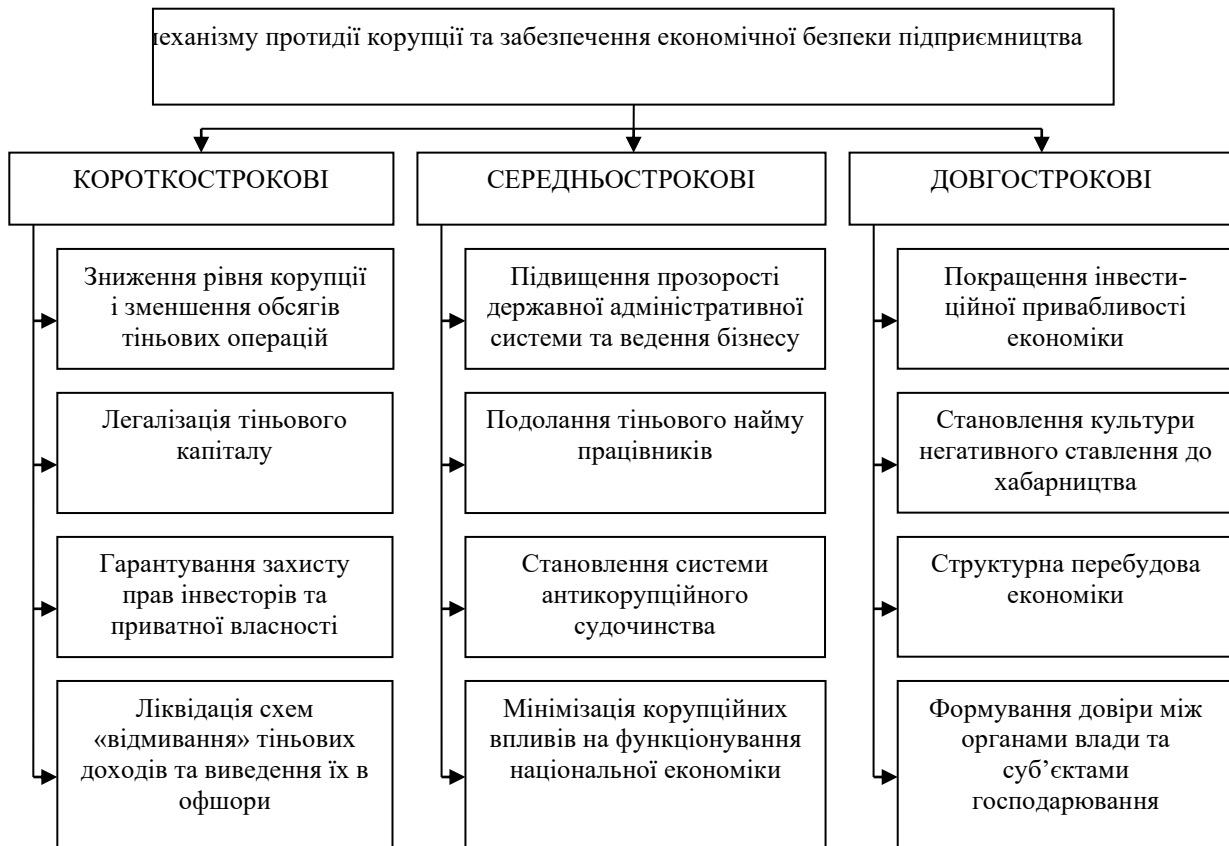 еханізму протидії корупції та забезпечення економічної безпеки підприємництва
КОРОТКОСТРОКОВІ
Зниження рівня корупції
і зменшення обсягів
тіньових операцій
Легалізація тіньового
капіталу
Гарантування захисту
прав інвесторів та
приватної власності
Ліквідація схем
«відмивання» тіньових
доходів та виведення їх в
офшори
СЕРЕДНЬОСТРОКОВІ
Підвищення прозорості
державної адміністративної
системи та ведення бізнесу
Подолання тіньового найму
працівників
Становлення системи
антикорупційного
судочинства
Мінімізація корупційних
впливів на функціонування
національної економіки
ДОВГОСТРОКОВІ
Покращення інвести-
ційної привабливості
економіки
Становлення культури
негативного ставлення до
хабарництва
Структурна перебудова
економіки
Формування довіри між
органами влади та
суб’єктами
господарювання